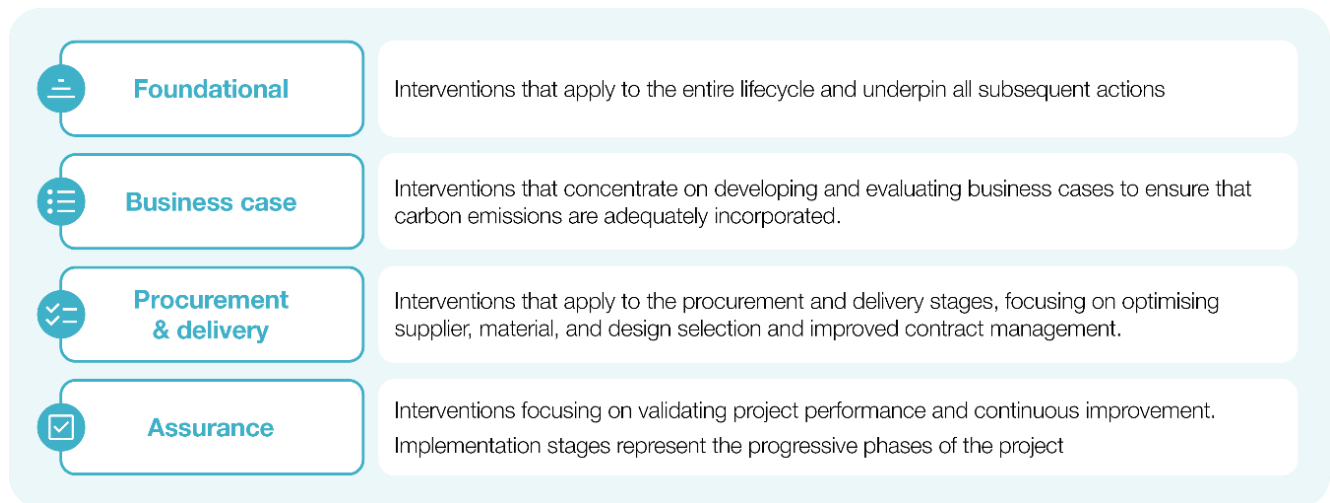 Foundational
Interventions that apply to the entire lifecycle and underpin all subsequent actions
Business case
Interventions that concentrate on developing and evaluating business cases to ensure that
carbon emissions are adequately incorporated.
Procurement
& delivery
Interventions that apply to the procurement and delivery stages, focusing on optimising
supplier, material, and design selection and improved contract management.
Assurance
Interventions focusing on validating project performance and continuous improvement.
Implementation stages represent the progressive phases of the project